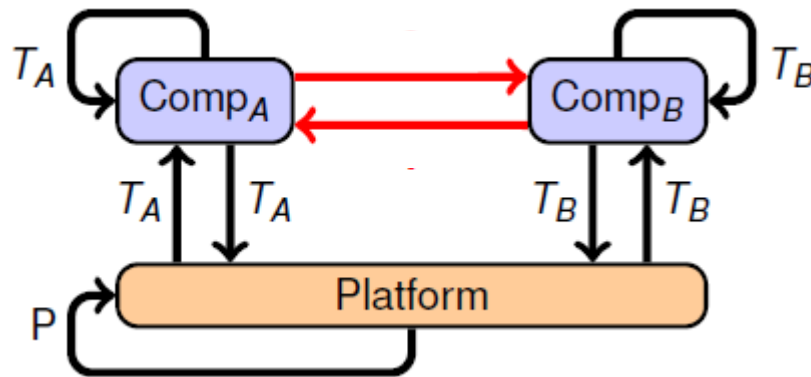 T_A
Comp_A
Comp_B
T_B
T_A
T_A
T_B
T_B
Platform
P